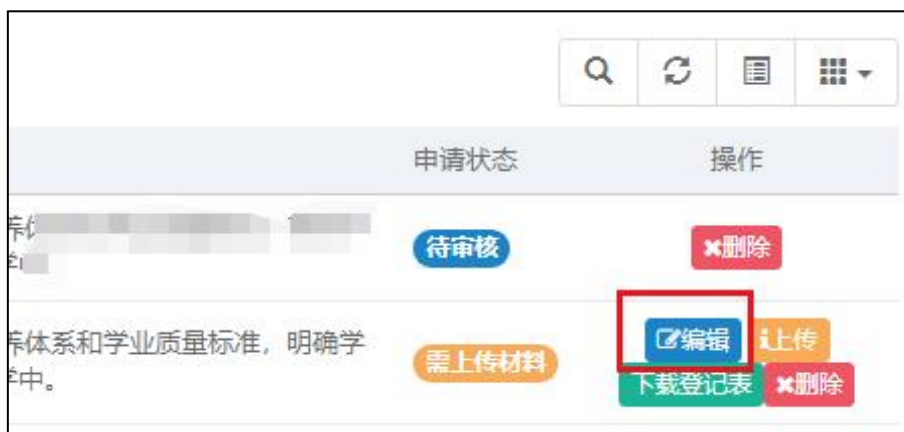 申请状态 操作
待审核 删除
养体系和学业质量标准，明确学
中。
需上传材料
编辑 上传
下载登记表 删除